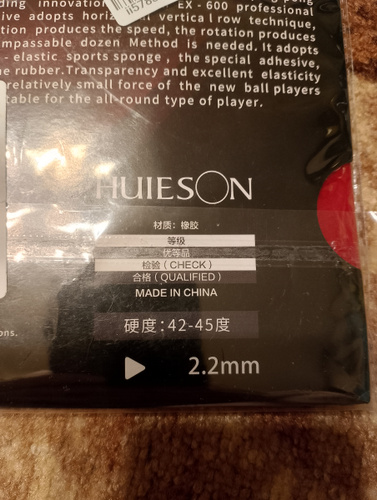 ding innovation EX-600 professional
ive adopts horiz vertical row technique,
tion produces the speed, the rotation produces
mpassable dozen Method is needed. It adopts
- elastic sports sponge, the special adhesive,
e rubber.Transparency and excellent elasticity
relatively small force of the new ball players
table for the all-round type of player.
HUIESON
材质：橡胶
等级
优等品
检验（CHECK）
合格（QUALIFIED）
MADE IN CHINA
ons.
硬度：42-45度
2.2mm